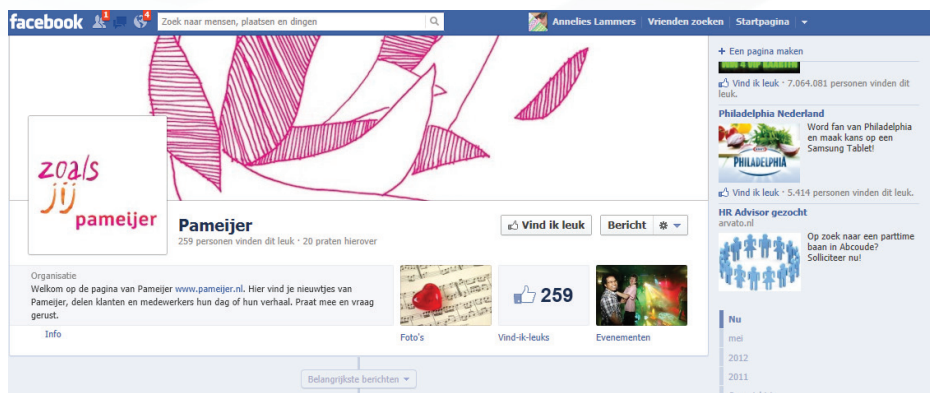 facebook
1
4
Zoek naar mensen, plaatsen en dingen
Annelies Lammers
Vrienden zoeken
Startpagina
zoals
jij
pameijer
Pameijer
259 personen vinden dit leuk · 20 praten hierover
Vind ik leuk
Bericht
Organisatie
Welkom op de pagina van Pameijer www.pameijer.nl. Hier vind je nieuwtjes van
Pameijer, delen klanten en medewerkers hun dag of hun verhaal. Praat mee en vraag
gerust.
Info
259
Foto's
Vind-ik-leuks
Evenementen
Belangrijkste berichten
+ Een pagina maken
Vind ik leuk · 7.064.081 personen vinden dit
leuk.
Philadelphia Nederland
PHILADELPHIA
Word fan van Philadelphia
en maak kans op een
Samsung Tablet!
Vind ik leuk · 5.414 personen vinden dit leuk.
HR Advisor gezocht
arvato.nl
Op zoek naar een parttime
baan in Abcoude?
Solliciteer nu!
Nu
mei
2012
2011